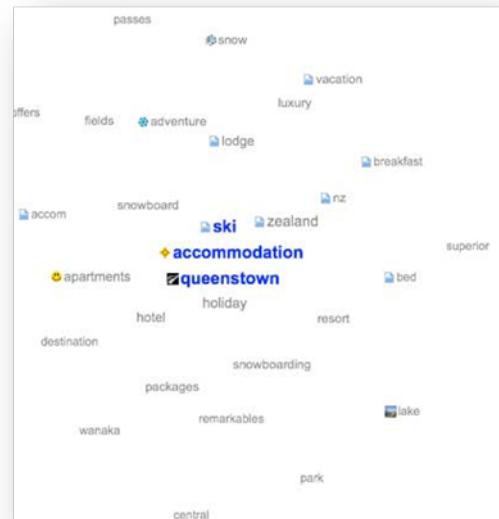 passes
snow
vacation
luxury
offers
fields
adventure
lodge
breakfast
nz
snowboard
accom
zealand
ski
superior
accommodation
apartments
queenstown
bed
holiday
hotel
resort
destination
snowboarding
packages
lake
remarkables
wanaka
park
central